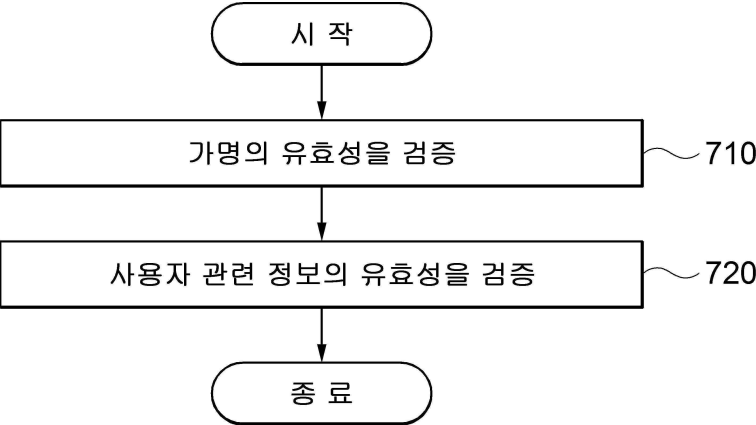 시 작
가명의 유효성을 검증
710
사용자 관련 정보의 유효성을 검증
720
종 료